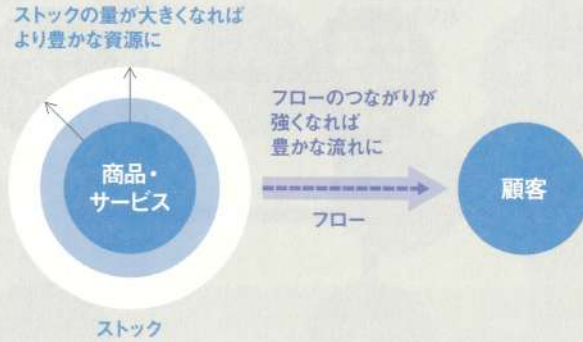 ストックの量が大きくなれば
より豊かな資源に
フローのつながりが
強くなれば
豊かな流れに
商品・
サービス
フロー
顧客
ストック